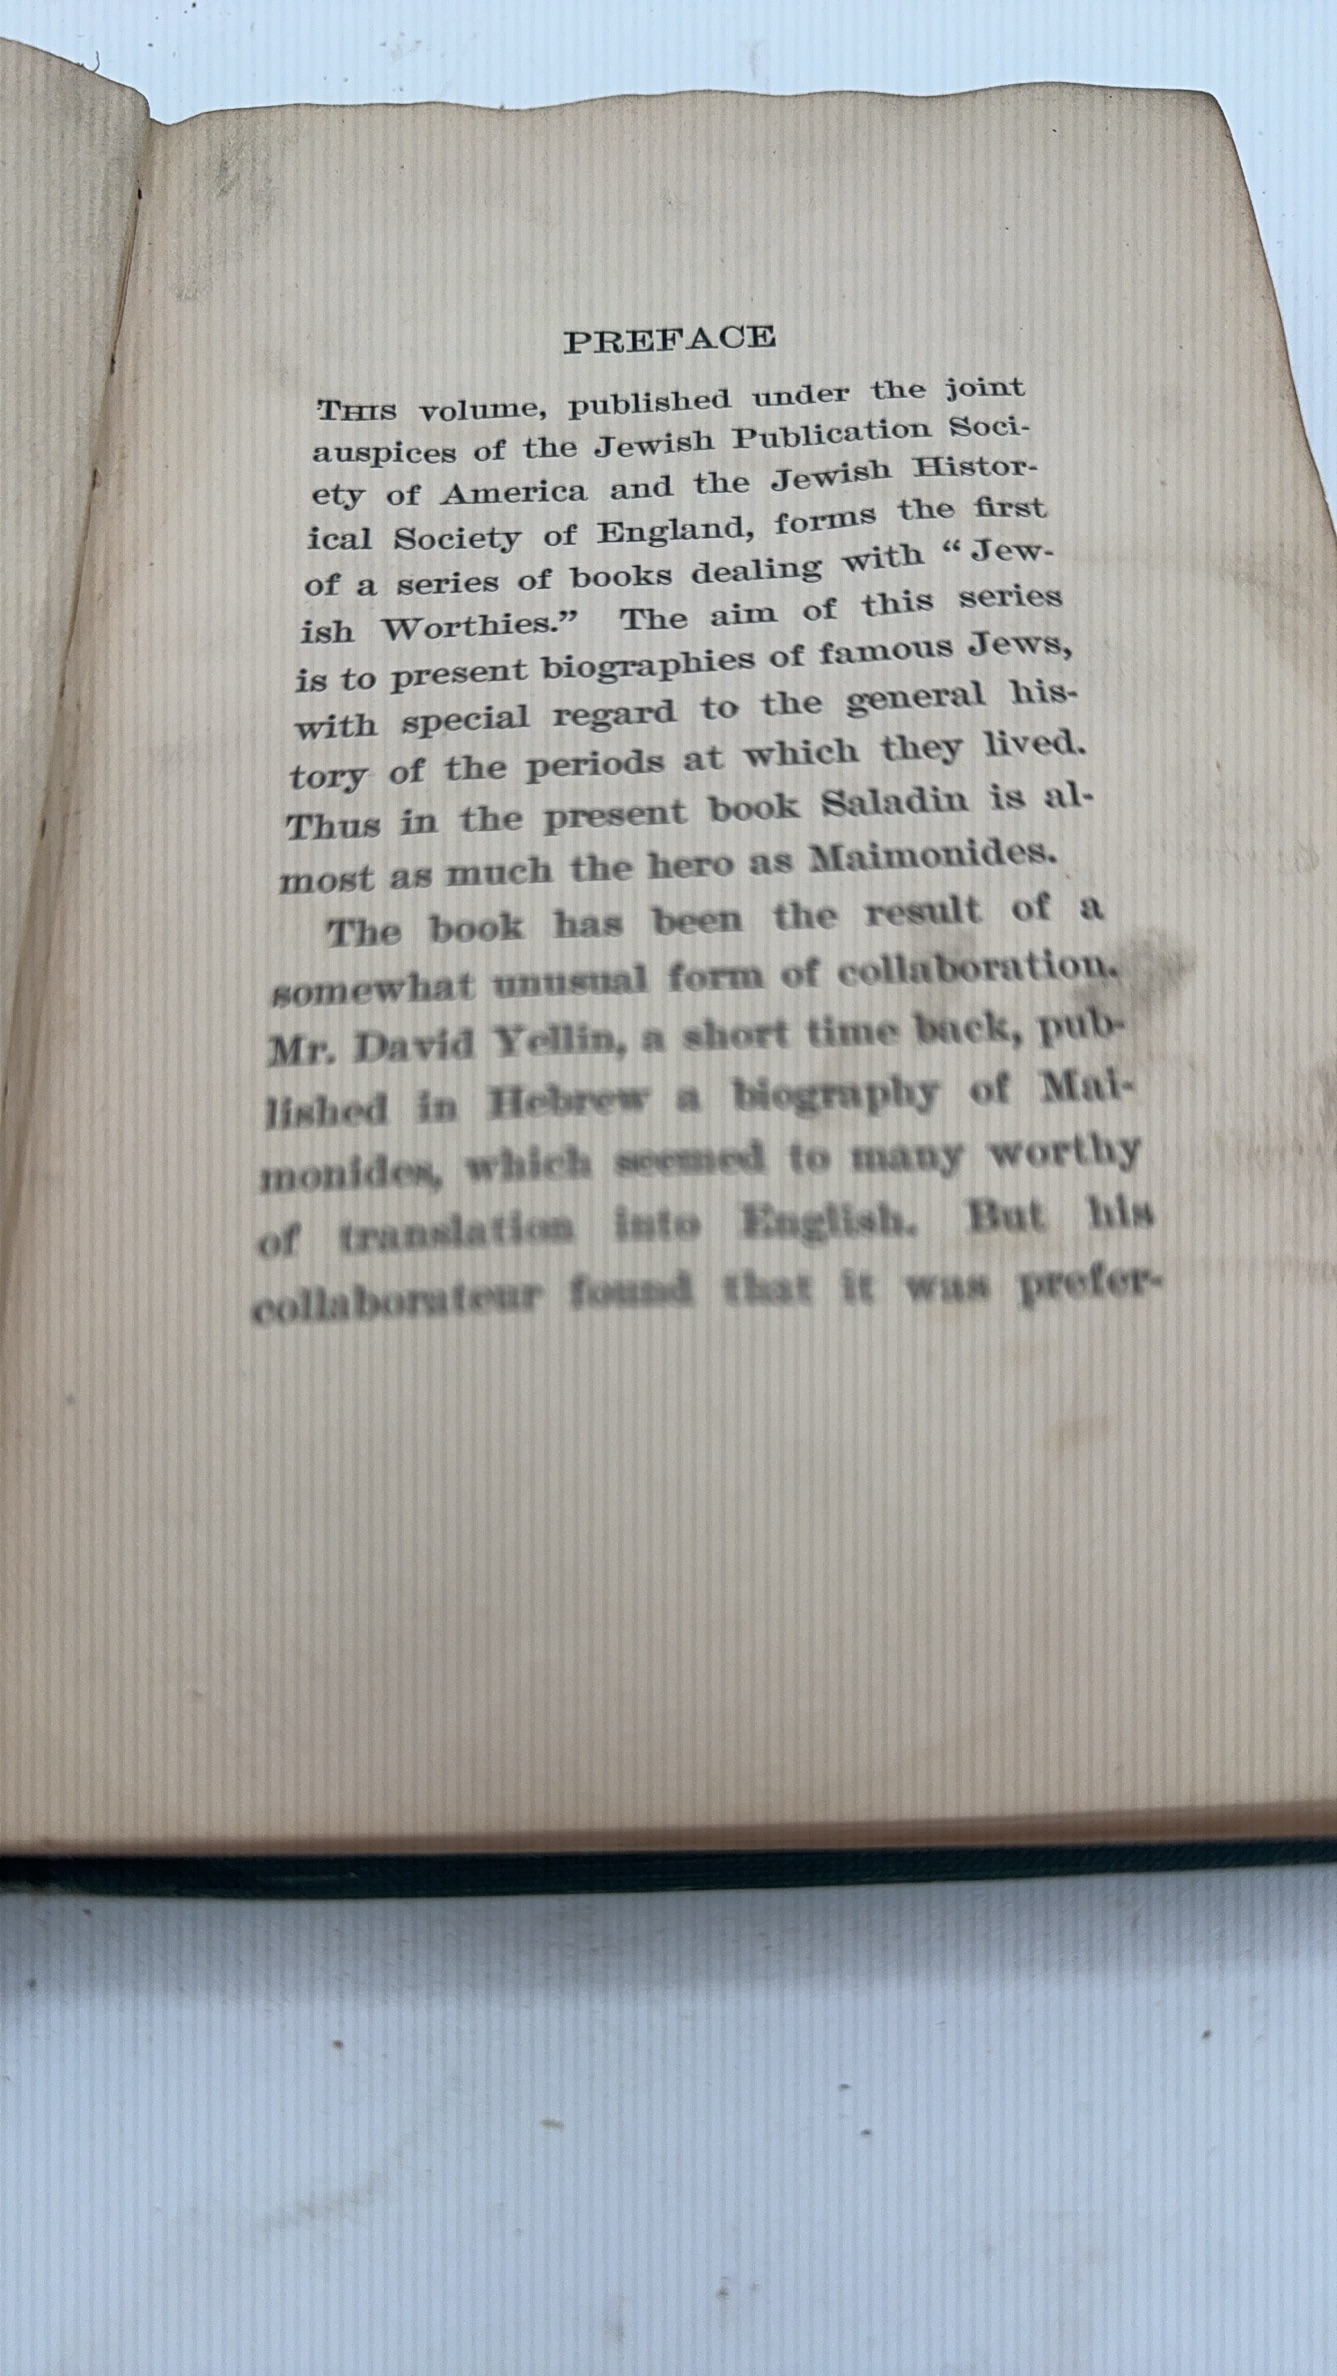 PREFACE
THIS volume, published under the joint
auspices of the Jewish Publication Soci-
ety of America and the Jewish Histor-
ical Society of England, forms the first
of a series of books dealing with “Jew-
ish Worthies.” The aim of this series
is to present biographies of famous Jews,
with special regard to the general his-
tory of the periods at which they lived.
Thus in the present book Saladin is al-
most as much the hero as Maimonides.
The book has been the result of a
somewhat unusual form of collaboration.
Mr. David Yellin, a short time back, pub-
lished in Hebrew a biography of Mai-
monides, which seemed to many worthy
of translation into English. But his
collaborateur found that it was prefer-